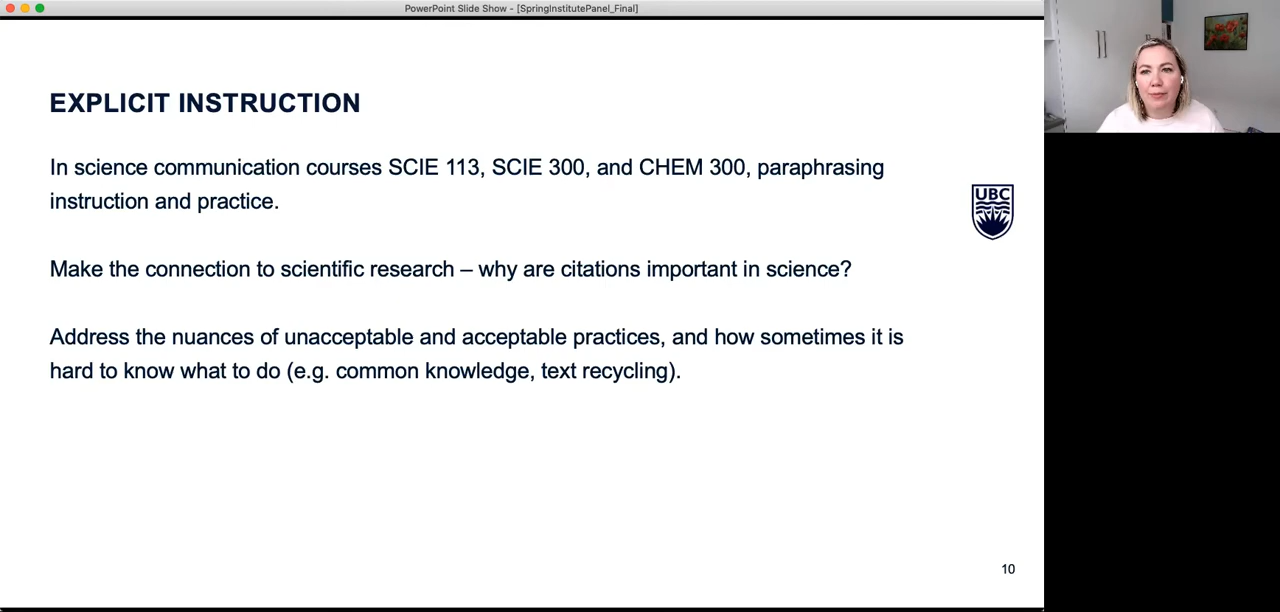 PowerPoint Slide Show - [SpringInstitutePanel_Final]
EXPLICIT INSTRUCTION
In science communication courses SCIE 113, SCIE 300, and CHEM 300, paraphrasing
instruction and practice.
UBC
Make the connection to scientific research – why are citations important in science?
Address the nuances of unacceptable and acceptable practices, and how sometimes it is
hard to know what to do (e.g. common knowledge, text recycling).
10